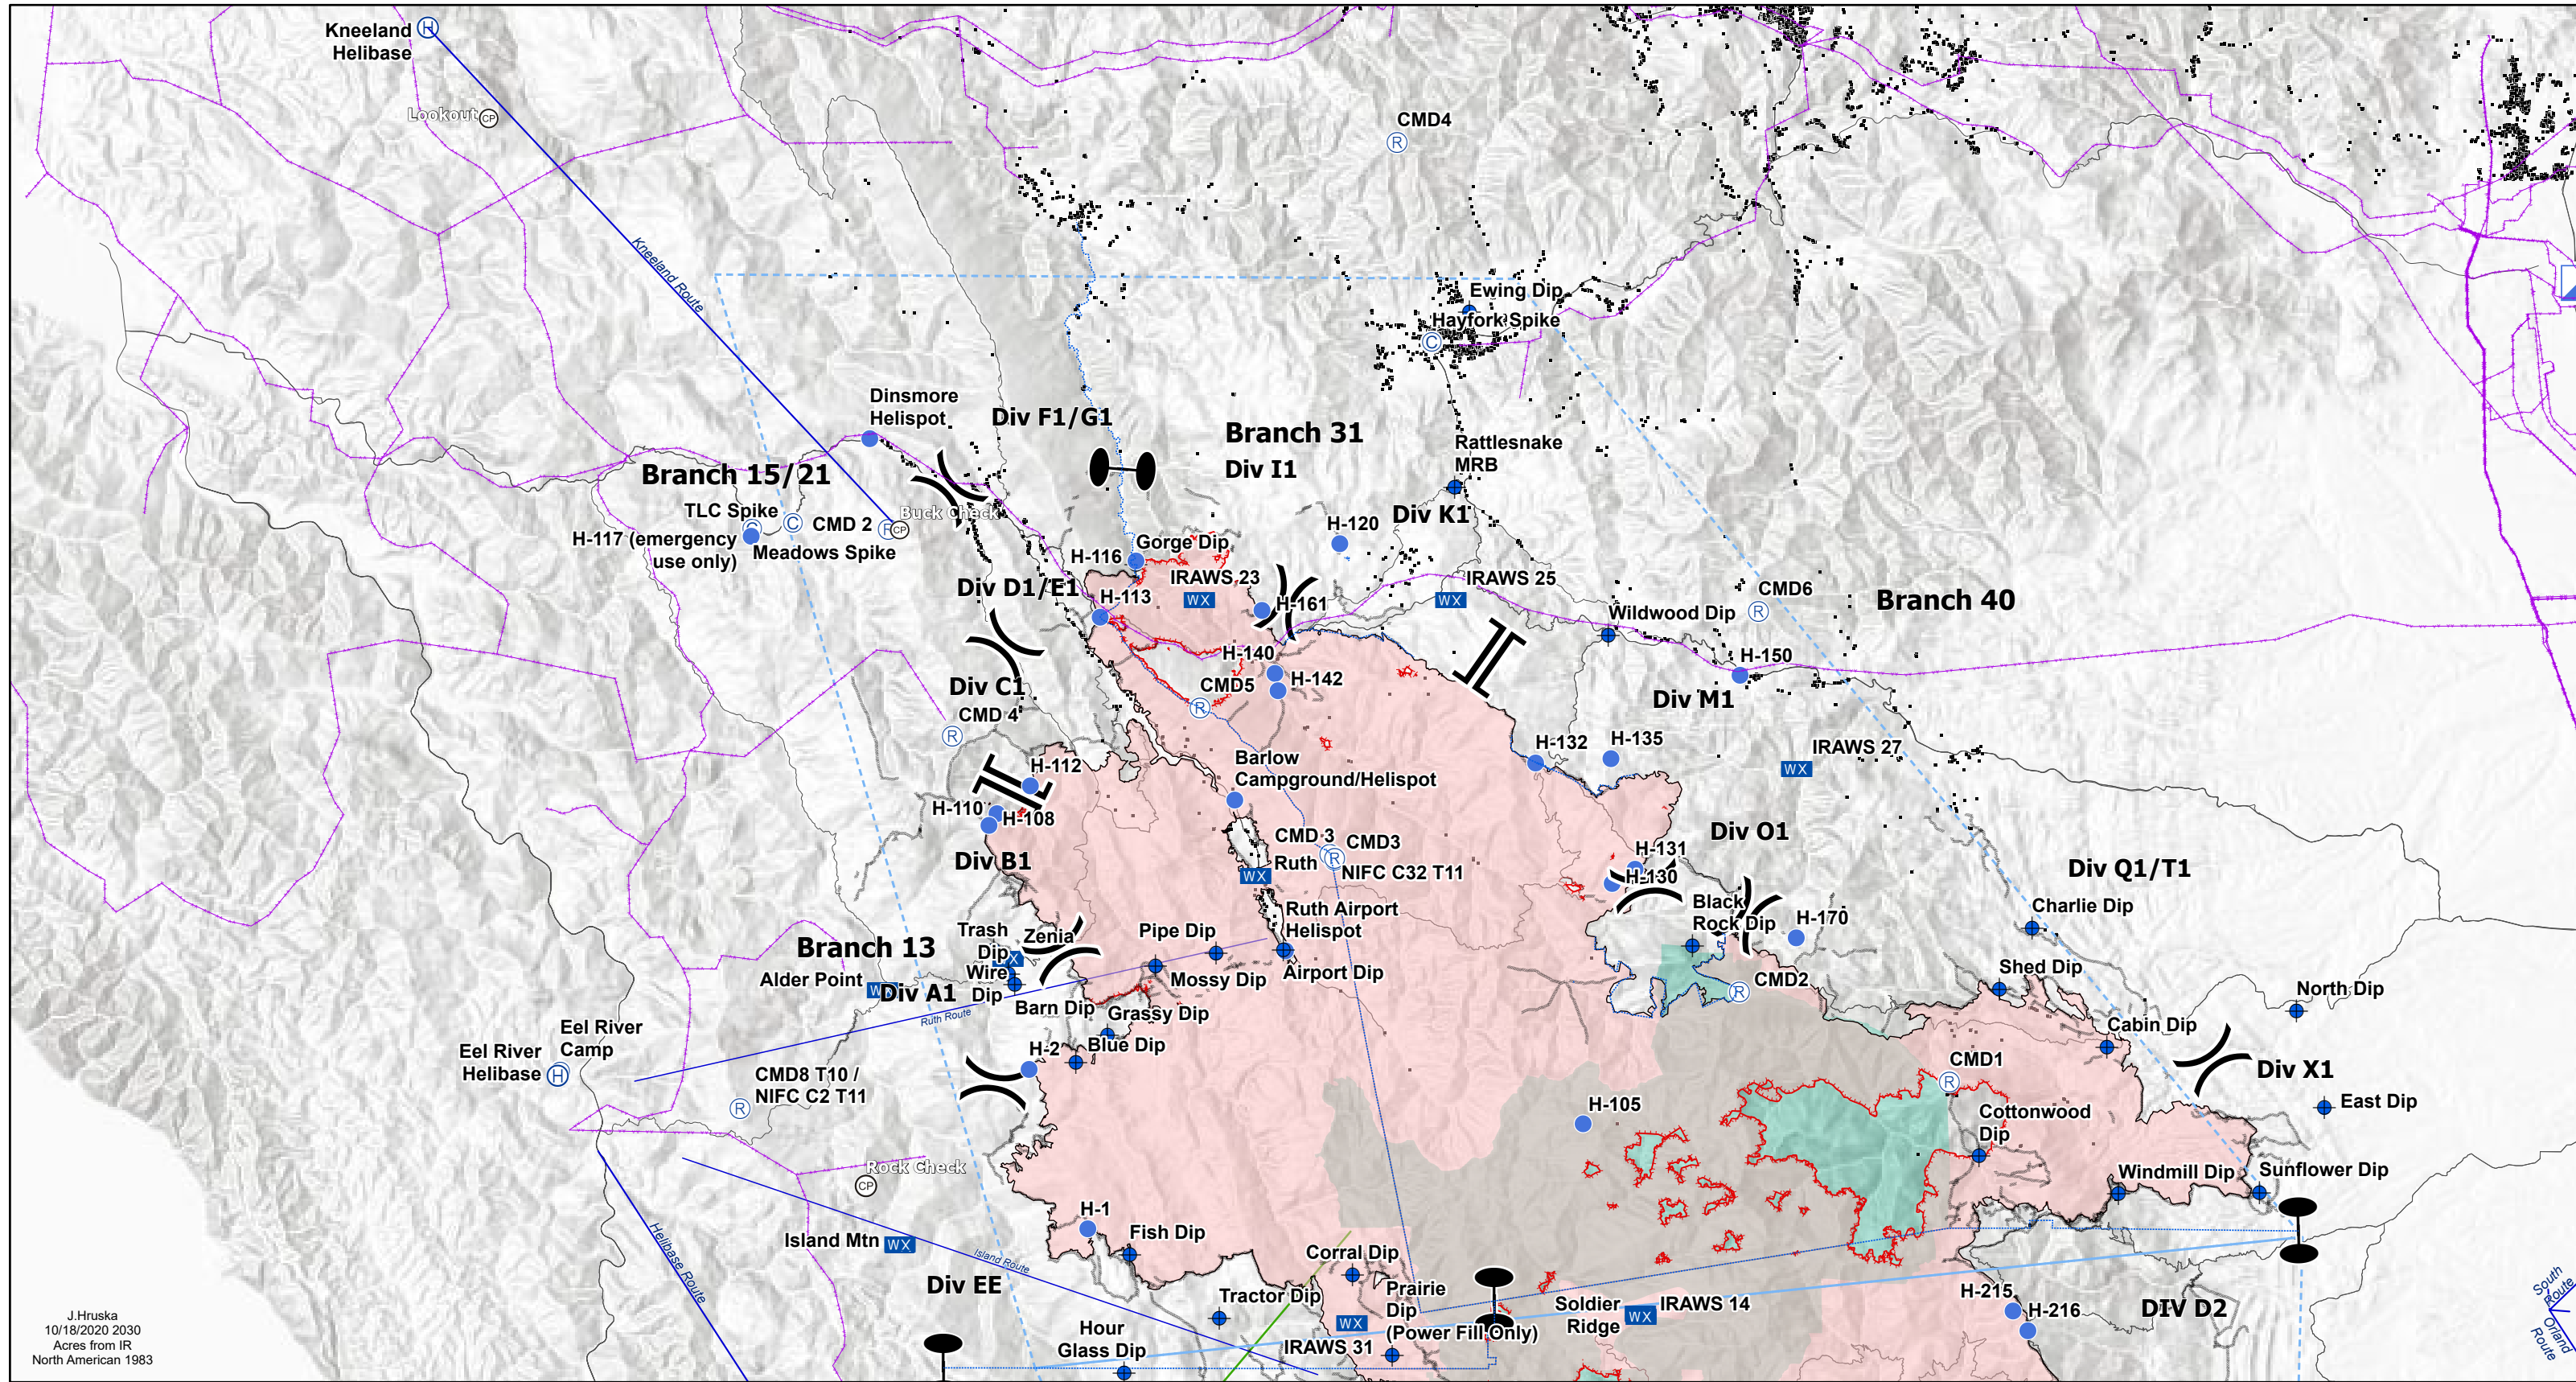 Kneeland
Helibase
H
Lookout
CP
CMD4
R
Kneeland Route
Ewing Dip
Hayfork Spike
C
Dinsmore
Helispot
Div F1/G1
Branch 31
Div I1
Rattlesnake
MRB
Branch 15/21
TLC Spike
C
C
CMD 2
CP
Buck Check
H-117 (emergency
use only)
Meadows Spike
Div K1
H-120
Gorge Dip
H-116
IRAWS 23
WX
Div D1/E1
H-113
H-161
IRAWS 25
WX
CMD6
R
Branch 40
Wildwood Dip
H-140
H-142
CMD5
R
H-150
Div M1
Div C1
CMD 4
R
H-132
H-135
IRAWS 27
WX
H-112
Barlow
Campground/Helispot
H-110
H-108
CMD 3
CMD3
R
Ruth
WX
NIFC C32 T11
Div O1
Div B1
H-131
H-130
Div Q1/T1
Charlie Dip
Black
Rock Dip
H-170
Ruth Airport
Helispot
Airport Dip
Pipe Dip
Mossy Dip
Trash
Dip
Zenia
WX
Wire
Dip
Branch 13
Alder Point
WX
Div A1
Barn Dip
Grassy Dip
Ruth Route
Shed Dip
CMD2
R
North Dip
Cabin Dip
Eel River
Camp
Eel River
Helibase
H
H-2
Blue Dip
Div X1
CMD1
R
East Dip
CMD8 T10 /
NIFC C2 T11
R
H-105
Cottonwood
Dip
Rock Check
CP
Windmill Dip
Sunflower Dip
H-1
Fish Dip
Island Mtn
WX
Island Route
Helibase Route
Corral Dip
Div EE
Tractor Dip
Prairie
Dip
(Power Fill Only)
WX
IRAWS 31
Soldier
Ridge
WX
IRAWS 14
H-215
H-216
DIV D2
Hour
Glass Dip
South
Route
Orland
Route
J.Hruska
10/18/2020 2030
Acres from IR
North American 1983